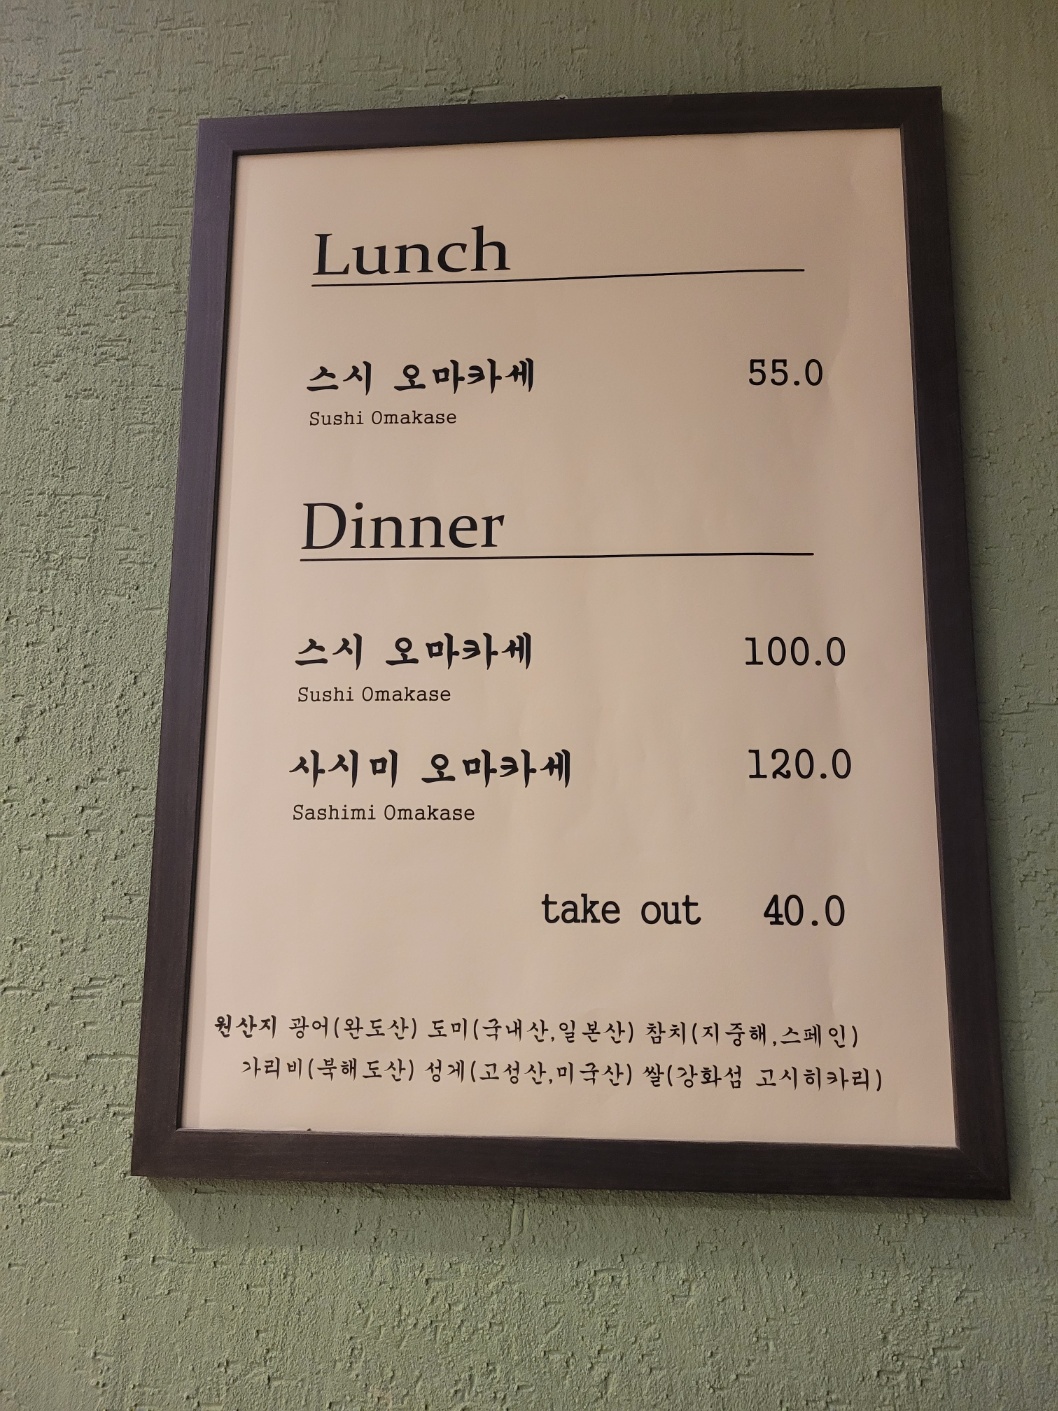 Lunch
스시 오마카세 55.0
Sushi Omakase
Dinner
스시 오마카세 100.0
Sushi Omakase
사시미 오마카세 120.0
Sashimi Omakase
take out 40.0
원산지 광어(완도산) 도미(국내산,일본산) 참치(지중해,스페인)
가리비(북해도산) 성게(고성산,미국산) 쌀(강화섬 고시히카리)